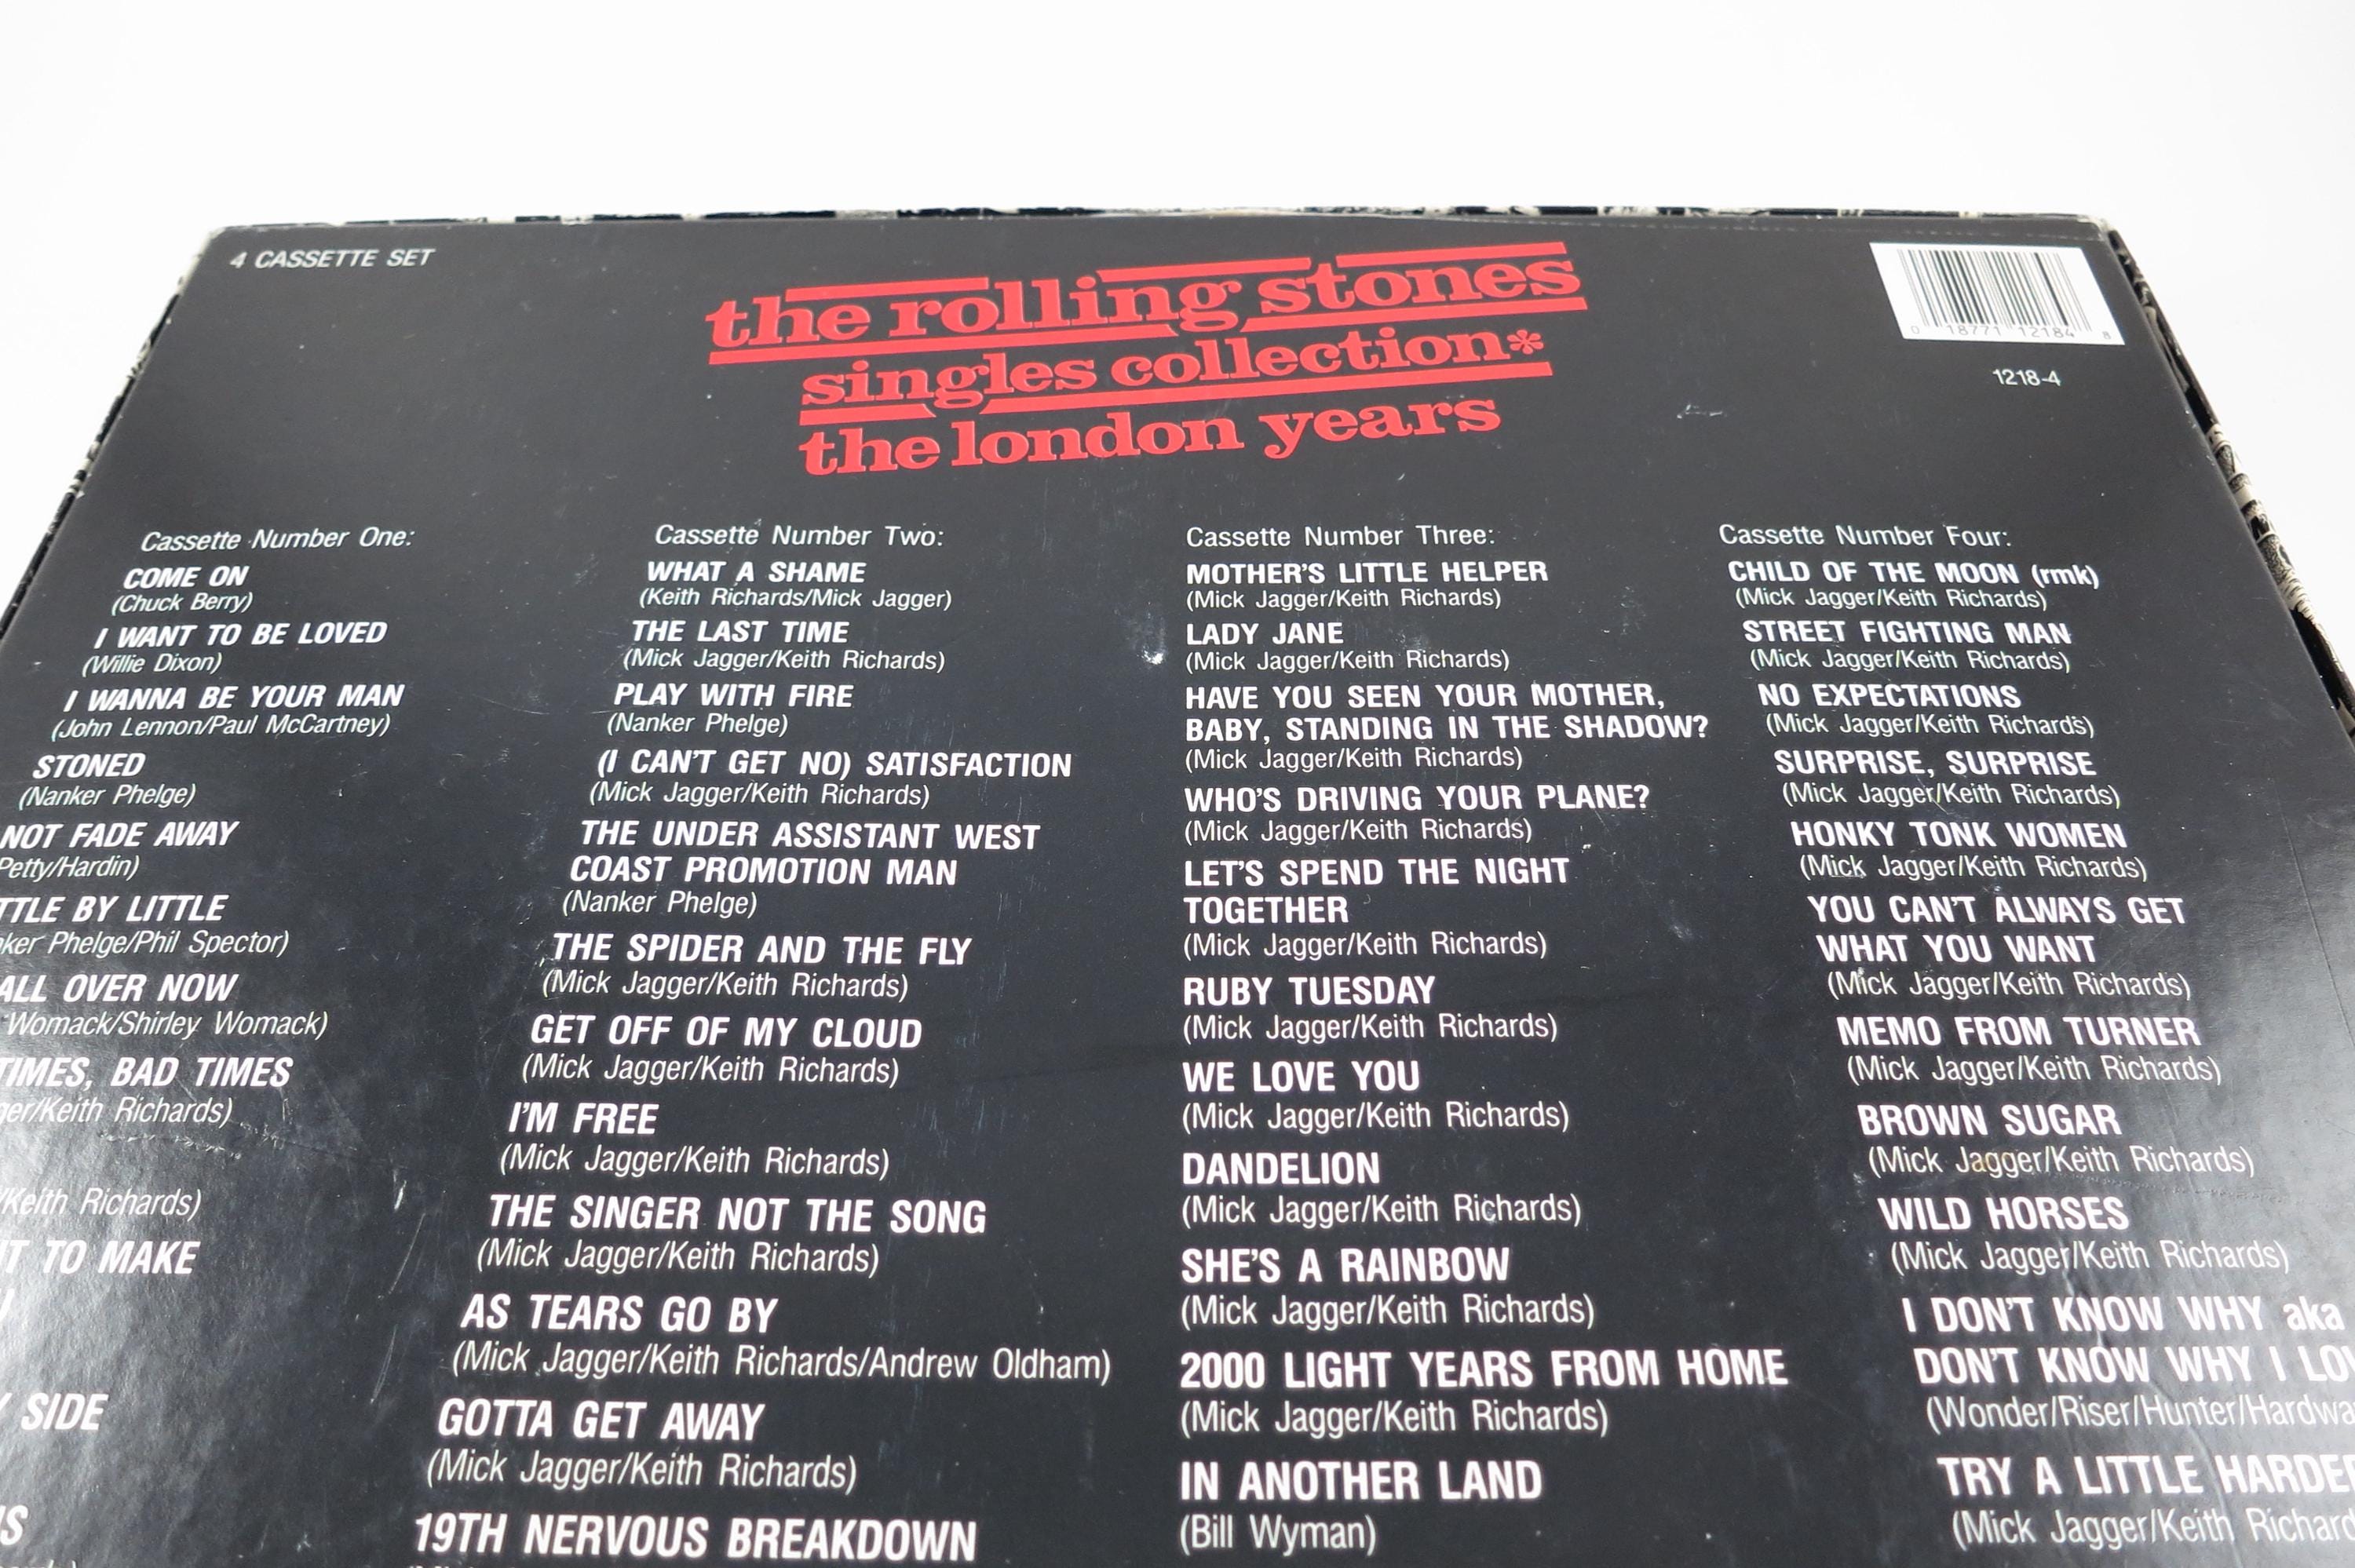 4 CASSETTE SET
the rolling stones
singles collection*
the london years
0 18771 12184 8
1218-4
Cassette Number One:
COME ON
(Chuck Berry)
I WANT TO BE LOVED
(Willie Dixon)
I WANNA BE YOUR MAN
(John Lennon/Paul McCartney)
STONED
(Nanker Phelge)
NOT FADE AWAY
Petty/Hardin)
BY LITTLE
Phelge/Phil Spector)
ALL OVER NOW
Womack/Shirley Womack)
TIMES, BAD TIMES
/Keith Richards)
/Keith Richards)
TO MAKE
SIDE
Cassette Number Two:
WHAT A SHAME
(Keith Richards/Mick Jagger)
THE LAST TIME
(Mick Jagger/Keith Richards)
PLAY WITH FIRE
(Nanker Phelge)
(I CAN'T GET NO) SATISFACTION
(Mick Jagger/Keith Richards)
THE UNDER ASSISTANT WEST
COAST PROMOTION MAN
(Nanker Phelge)
THE SPIDER AND THE FLY
(Mick Jagger/Keith Richards)
GET OFF OF MY CLOUD
(Mick Jagger/Keith Richards)
I'M FREE
(Mick Jagger/Keith Richards)
THE SINGER NOT THE SONG
(Mick Jagger/Keith Richards)
AS TEARS GO BY
(Mick Jagger/Keith Richards/Andrew Oldham)
GOTTA GET AWAY
(Mick Jagger/Keith Richards)
19TH NERVOUS BREAKDOWN
Cassette Number Three:
MOTHER'S LITTLE HELPER
(Mick Jagger/Keith Richards)
LADY JANE
(Mick Jagger/Keith Richards)
HAVE YOU SEEN YOUR MOTHER,
BABY, STANDING IN THE SHADOW?
(Mick Jagger/Keith Richards)
WHO'S DRIVING YOUR PLANE?
(Mick Jagger/Keith Richards)
LET'S SPEND THE NIGHT
TOGETHER
(Mick Jagger/Keith Richards)
RUBY TUESDAY
(Mick Jagger/Keith Richards)
WE LOVE YOU
(Mick Jagger/Keith Richards)
DANDELION
(Mick Jagger/Keith Richards)
SHE'S A RAINBOW
(Mick Jagger/Keith Richards)
2000 LIGHT YEARS FROM HOME
(Mick Jagger/Keith Richards)
IN ANOTHER LAND
(Bill Wyman)
Cassette Number Four:
CHILD OF THE MOON (rmk)
(Mick Jagger/Keith Richards)
STREET FIGHTING MAN
(Mick Jagger/Keith Richards)
NO EXPECTATIONS
(Mick Jagger/Keith Richards)
SURPRISE, SURPRISE
(Mick Jagger/Keith Richards)
HONKY TONK WOMEN
(Mick Jagger/Keith Richards)
YOU CAN'T ALWAYS GET
WHAT YOU WANT
(Mick Jagger/Keith Richards)
MEMO FROM TURNER
(Mick Jagger/Keith Richards)
BROWN SUGAR
(Mick Jagger/Keith Richards)
WILD HORSES
(Mick Jagger/Keith Richards)
I DON'T KNOW WHY aka
DON'T KNOW WHY I
(Wonder/Riser/Hunter/
TRY A LITTLE HARDER
(Mick Jagger/Keith